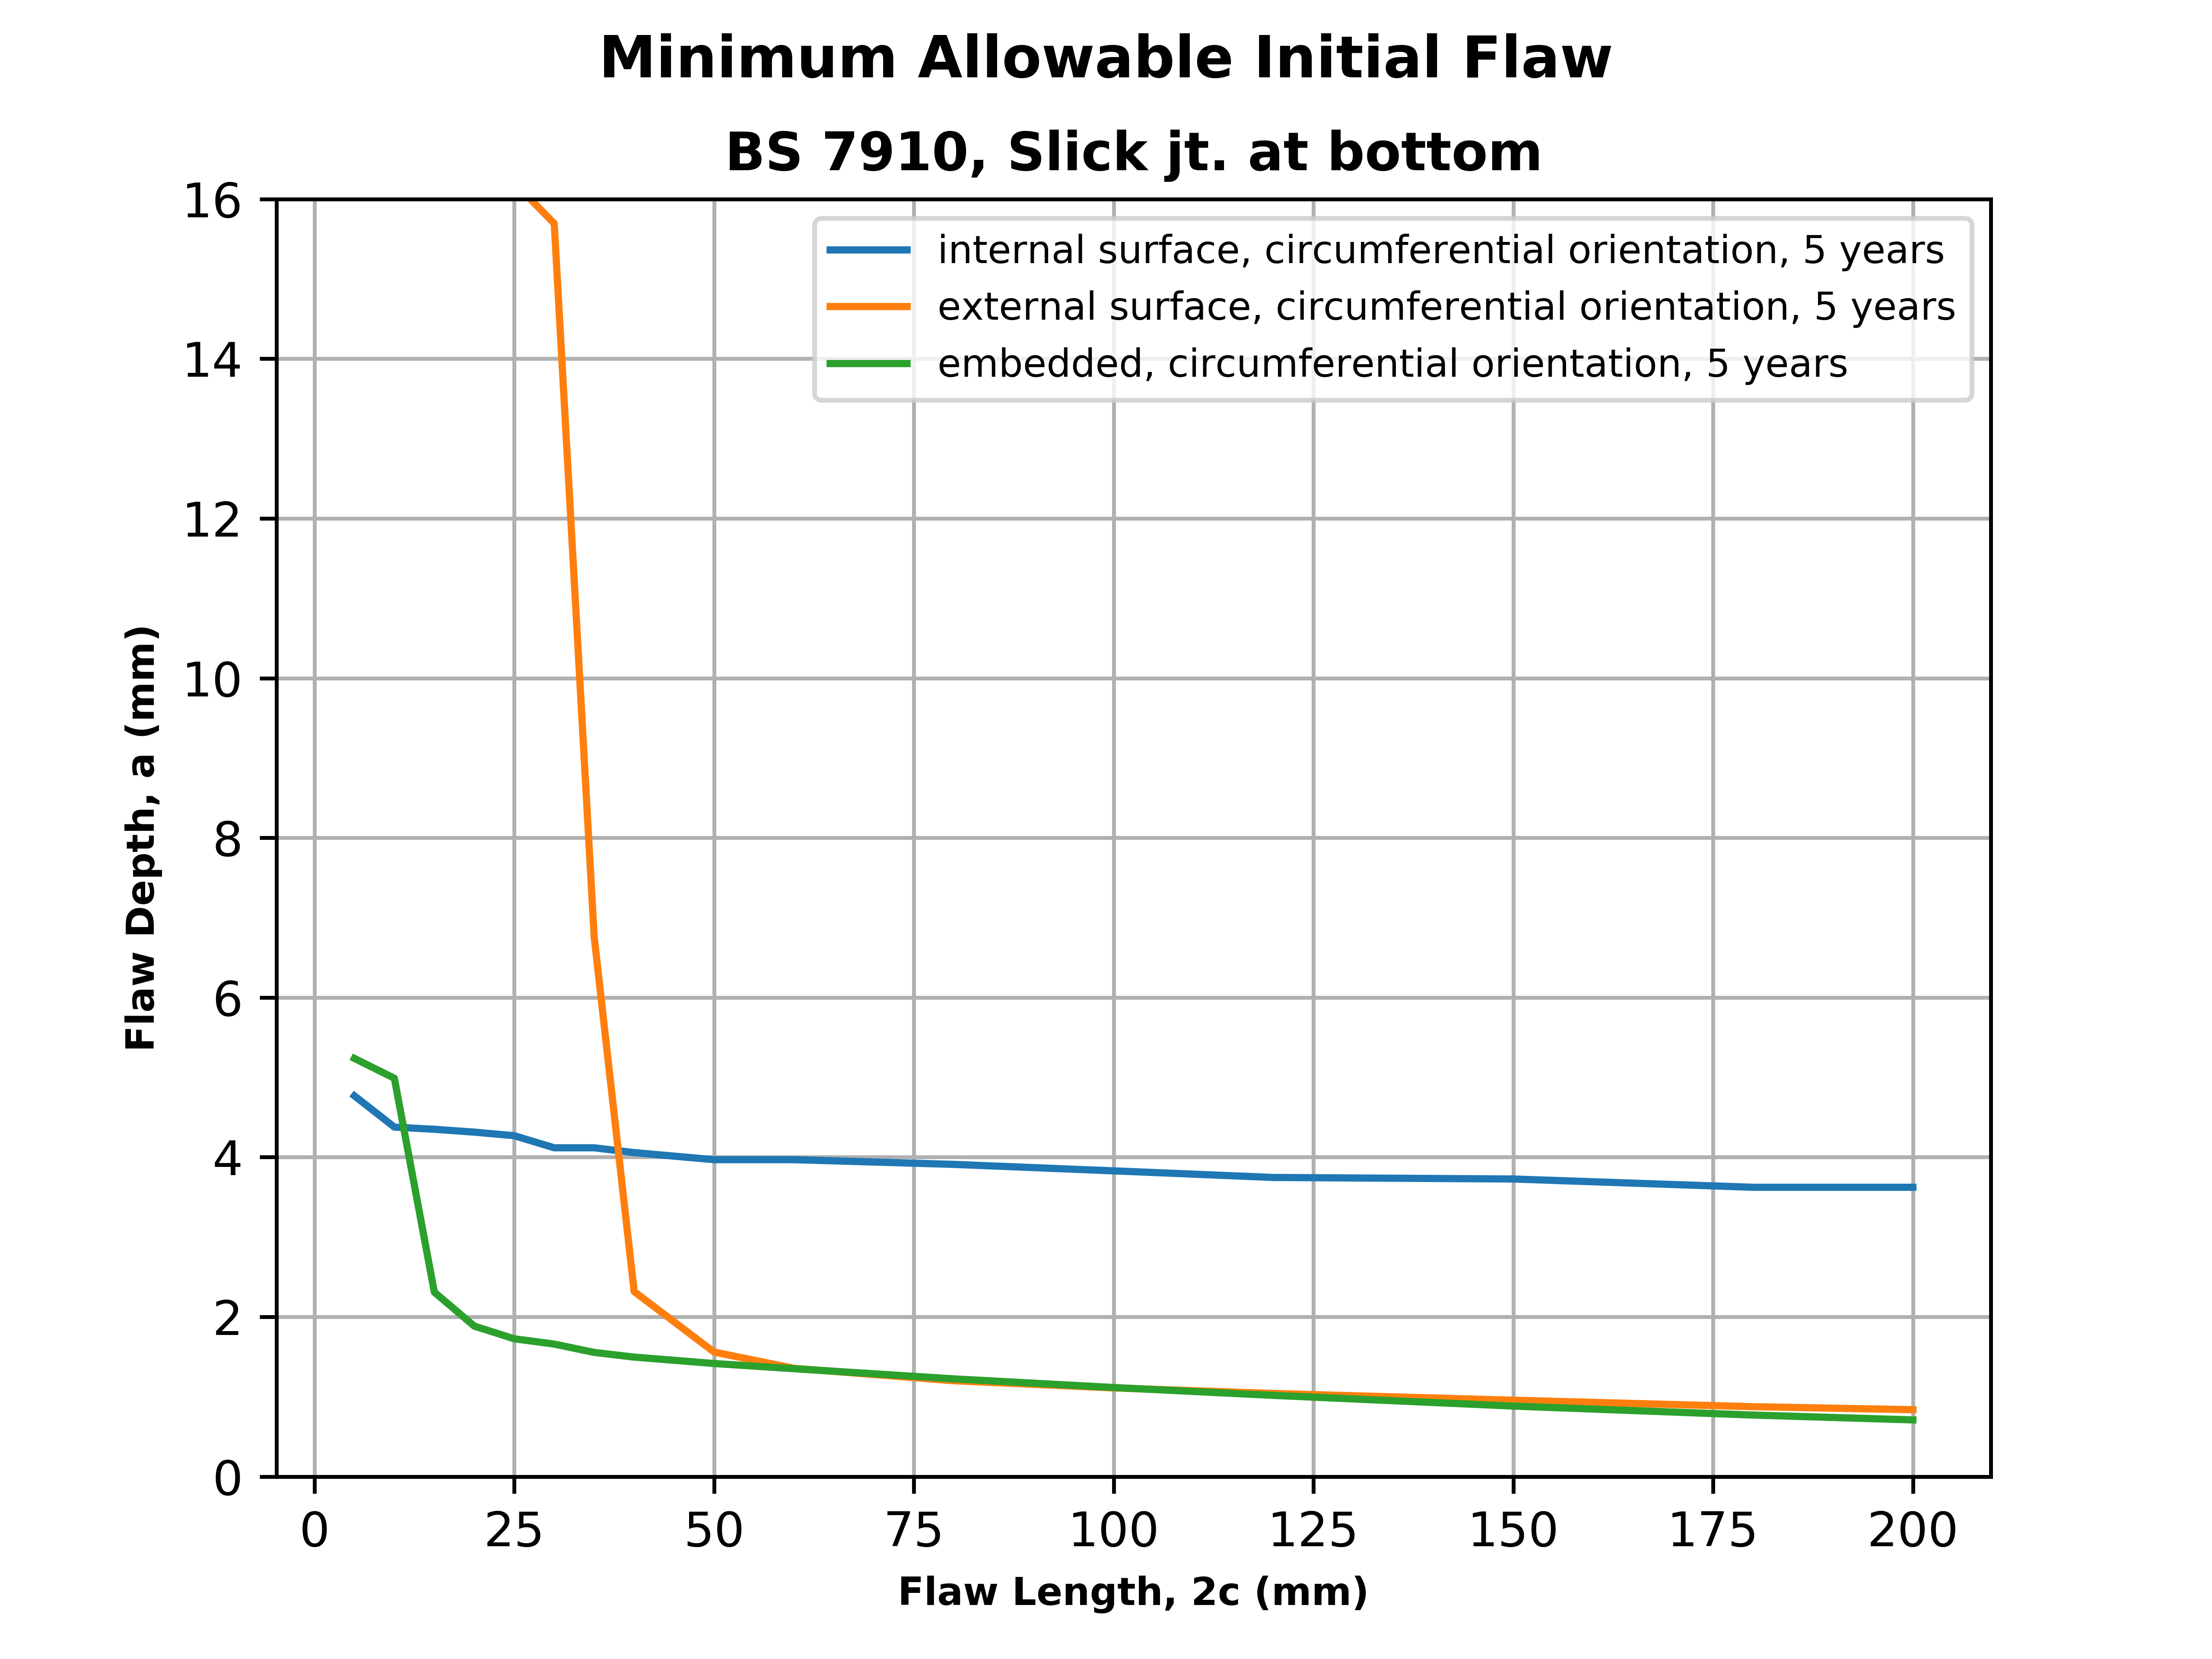 Minimum Allowable Initial Flaw
BS 7910, Slick jt. at bottom
16
14
12
10
8
6
4
2
0
Flaw Depth, a (mm)
internal surface, circumferential orientation, 5 years
external surface, circumferential orientation, 5 years
embedded, circumferential orientation, 5 years
0 25 50 75 100 125 150 175 200
Flaw Length, 2c (mm)